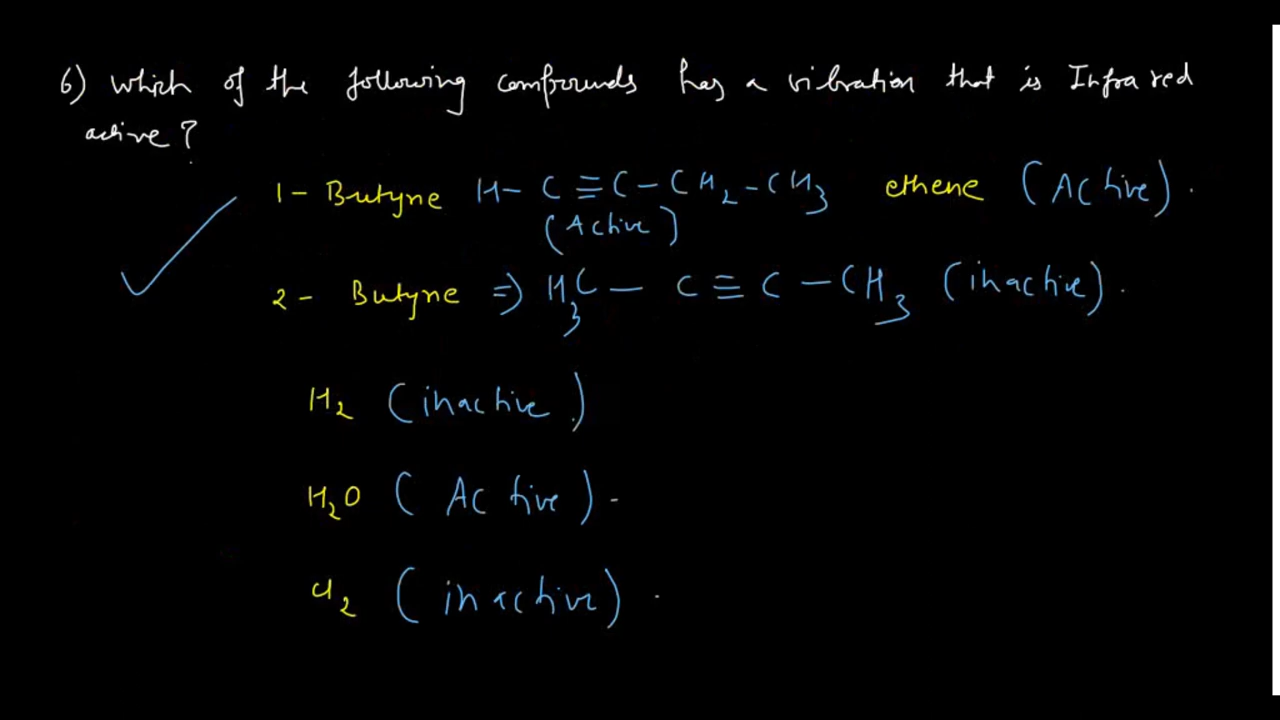 6) Which of the following compounds has a vibration that is Infrared
active?
1- Butyne H-C≡C-CH2-CH3 ethene (Active).
(Active)
2- Butyne ⇒ H3C-C≡C-CH3 (inactive).
H2 (inactive)
H2O (Active)-
Cl2 (inactive).